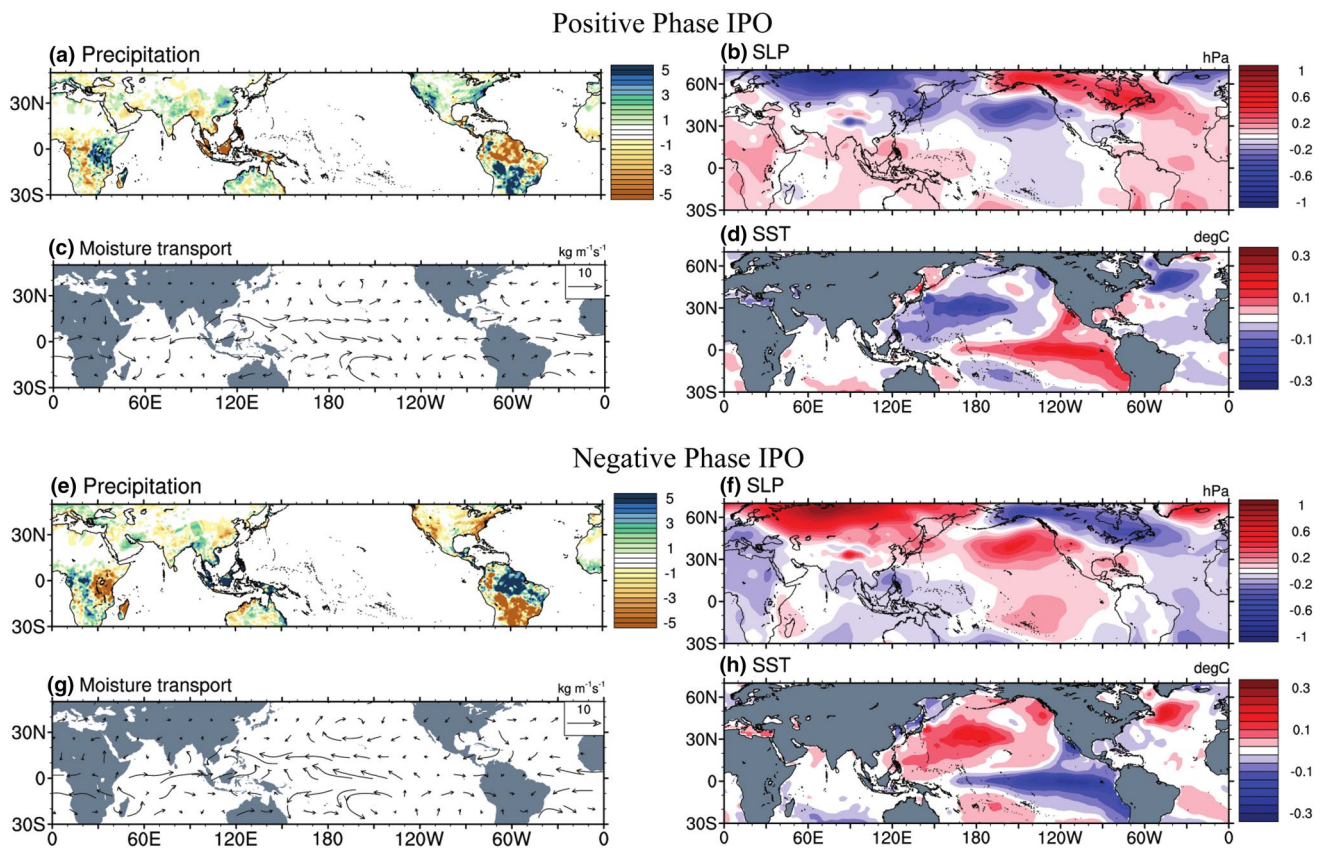 Positive Phase IPO
(a) Precipitation
30N
0
30S
5
3
1
-1
-3
-5
(b) SLP
hPa
60N
30N
0
30S
1
0.6
0.2
-0.2
-0.6
-1
(c) Moisture transport
kg m-1s-1
10
30N
0
30S
0 60E 120E 180 120W 60W 0
(d) SST
degC
60N
30N
0
30S
0 60E 120E 180 120W 60W 0
0.3
0.1
-0.1
-0.3
Negative Phase IPO
(e) Precipitation
30N
0
30S
5
3
1
-1
-3
-5
(f) SLP
hPa
60N
30N
0
30S
1
0.6
0.2
-0.2
-0.6
-1
(g) Moisture transport
kg m-1s-1
10
30N
0
30S
0 60E 120E 180 120W 60W 0
(h) SST
degC
60N
30N
0
30S
0 60E 120E 180 120W 60W 0
0.3
0.1
-0.1
-0.3